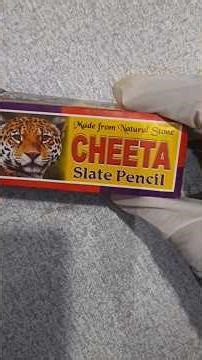 Made from Natural Stone
CHEETA
Slate Pencil